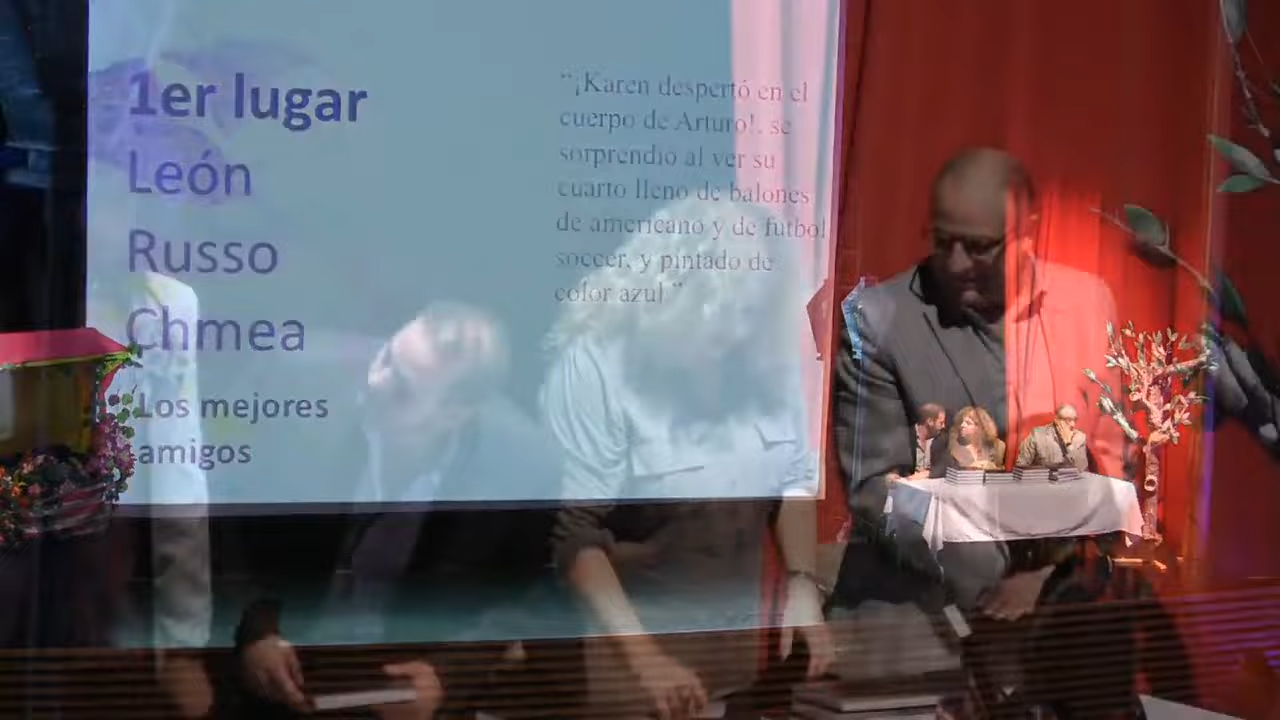 1er lugar
León
Russo
Chmea
Los mejores
amigos
“¡Karen despertó en el
cuerpo de Arturo!, se
sorprendió al ver su
cuarto lleno de balones
de americano y de futbol
soccer, y pintado de
color azul.”